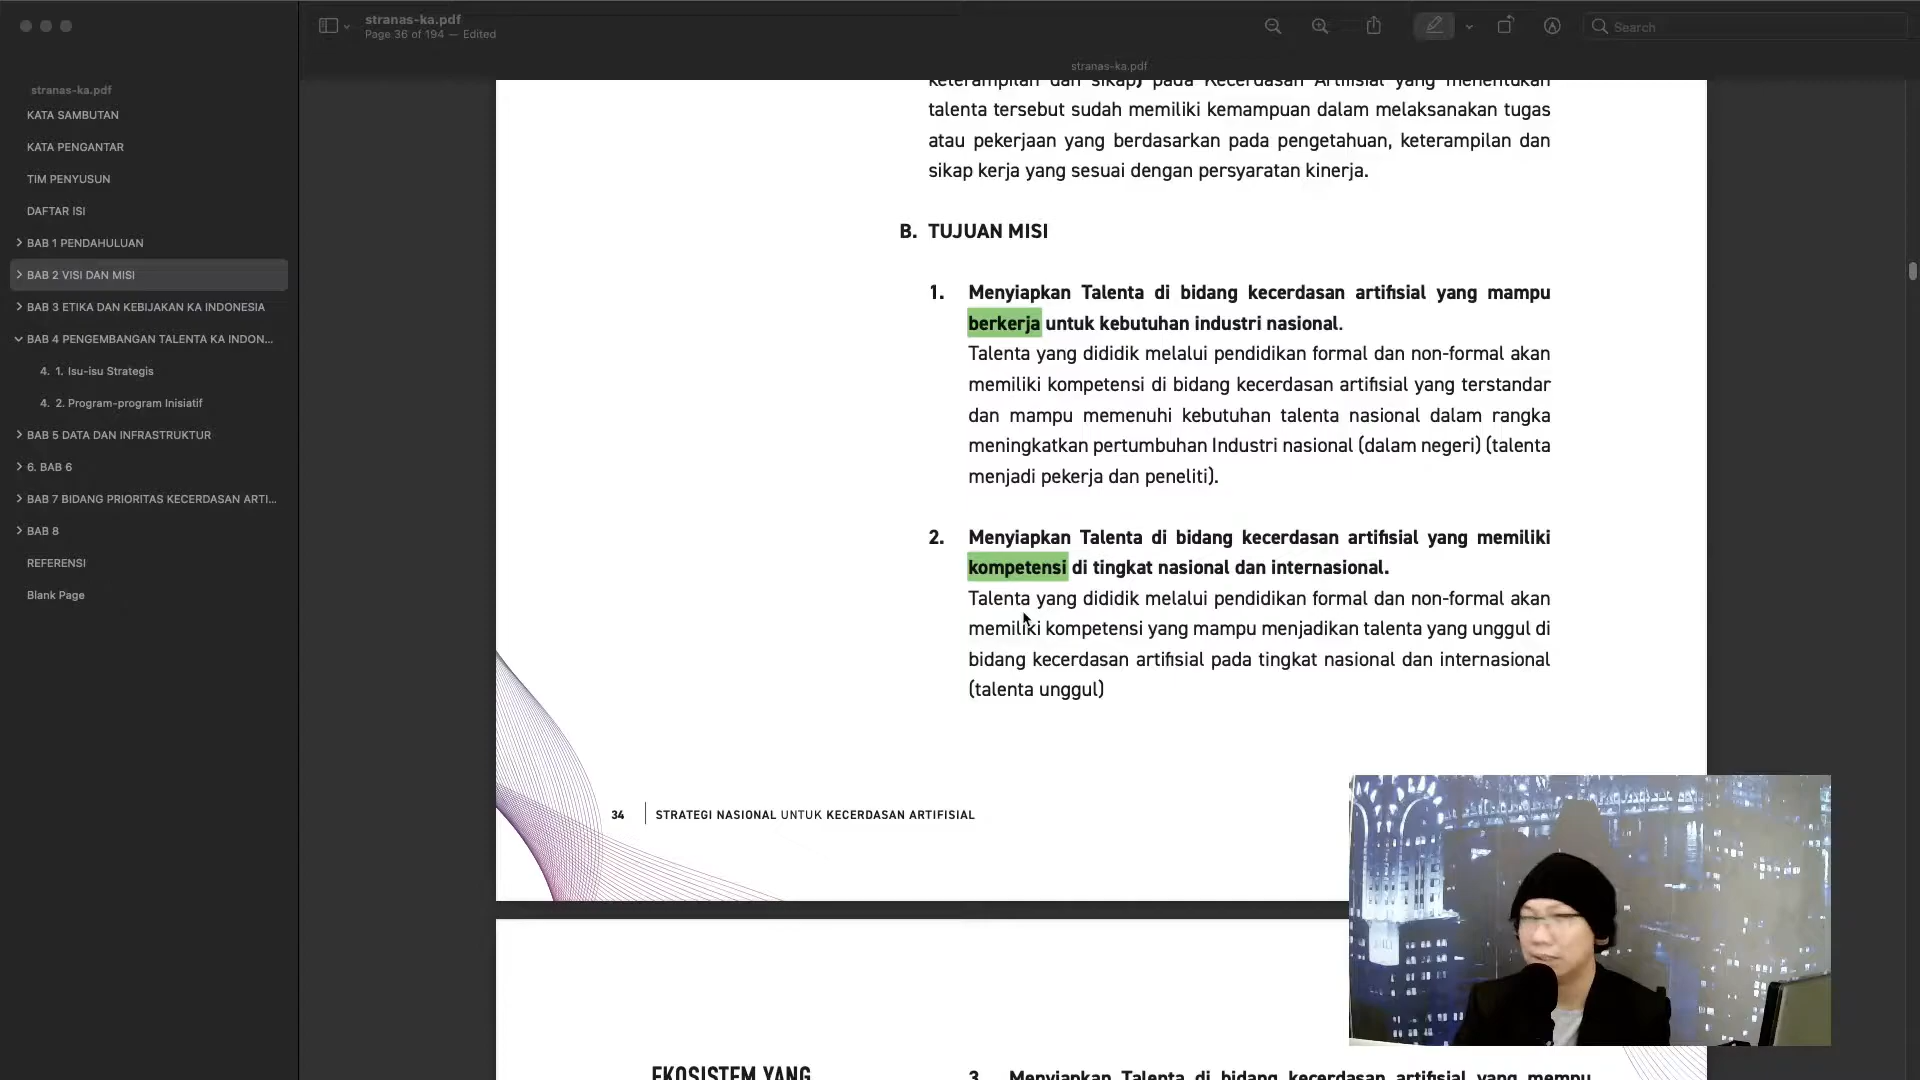 stranas-ka.pdf
Page 36 of 194 — Edited
Search
stranas-ka.pdf
stranas-ka.pdf
KATA SAMBUTAN
KATA PENGANTAR
TIM PENYUSUN
DAFTAR ISI
BAB 1 PENDAHULUAN
BAB 2 VISI DAN MISI
BAB 3 ETIKA DAN KEBIJAKAN KA INDONESIA
BAB 4 PENGEMBANGAN TALENTA KA INDON...
4. 1. Isu-isu Strategis
4. 2. Program-program Inisiatif
BAB 5 DATA DAN INFRASTRUKTUR
6. BAB 6
BAB 7 BIDANG PRIORITAS KECERDASAN ARTI...
BAB 8
REFERENSI
Blank Page
keterampilan dan sikap) pada Kecerdasan Artifisial yang menentukan
talenta tersebut sudah memiliki kemampuan dalam melaksanakan tugas
atau pekerjaan yang berdasarkan pada pengetahuan, keterampilan dan
sikap kerja yang sesuai dengan persyaratan kinerja.
B. TUJUAN MISI
1. Menyiapkan Talenta di bidang kecerdasan artifisial yang mampu
berkerja untuk kebutuhan industri nasional.
Talenta yang dididik melalui pendidikan formal dan non-formal akan
memiliki kompetensi di bidang kecerdasan artifisial yang terstandar
dan mampu memenuhi kebutuhan talenta nasional dalam rangka
meningkatkan pertumbuhan Industri nasional (dalam negeri) (talenta
menjadi pekerja dan peneliti).
2. Menyiapkan Talenta di bidang kecerdasan artifisial yang memiliki
kompetensi di tingkat nasional dan internasional.
Talenta yang dididik melalui pendidikan formal dan non-formal akan
memiliki kompetensi yang mampu menjadikan talenta yang unggul di
bidang kecerdasan artifisial pada tingkat nasional dan internasional
(talenta unggul)
34 STRATEGI NASIONAL UNTUK KECERDASAN ARTIFISIAL
EKOSISTEM YANG
3. Menyiapkan Talenta di bidang kecerdasan artifisial yang mempu